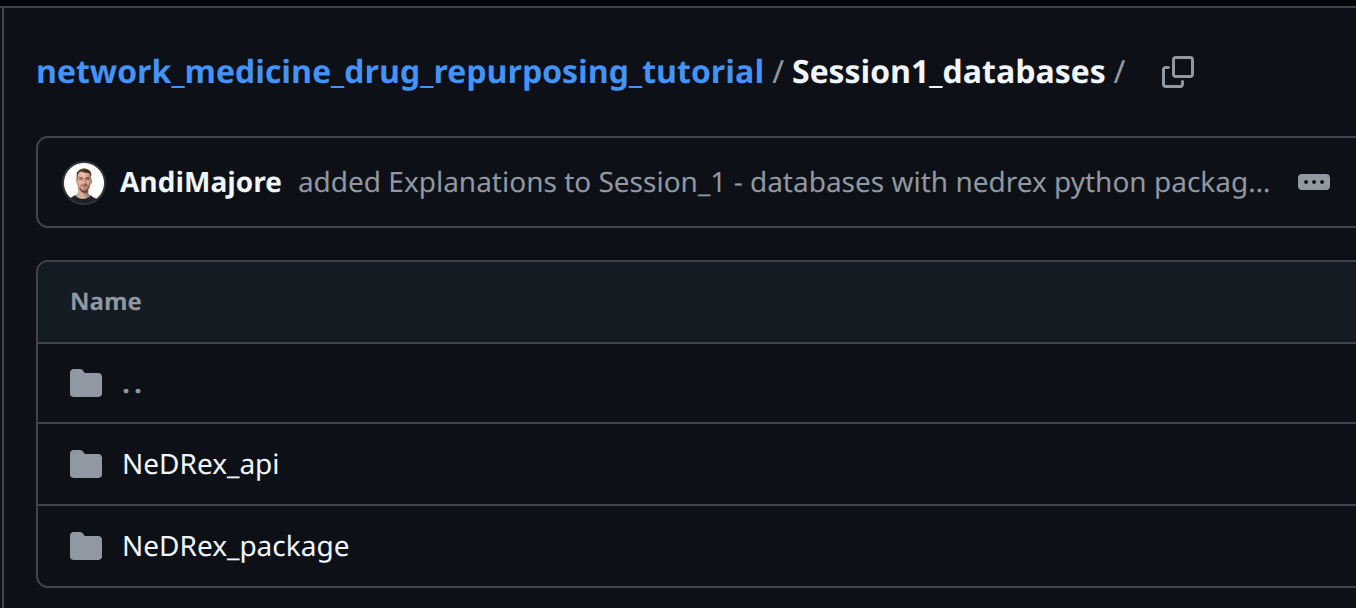 network_medicine_drug_repurposing_tutorial / Session1_databases /
AndiMajore added Explanations to Session_1 - databases with nedrex python packag...
Name
..
NeDRex_api
NeDRex_package